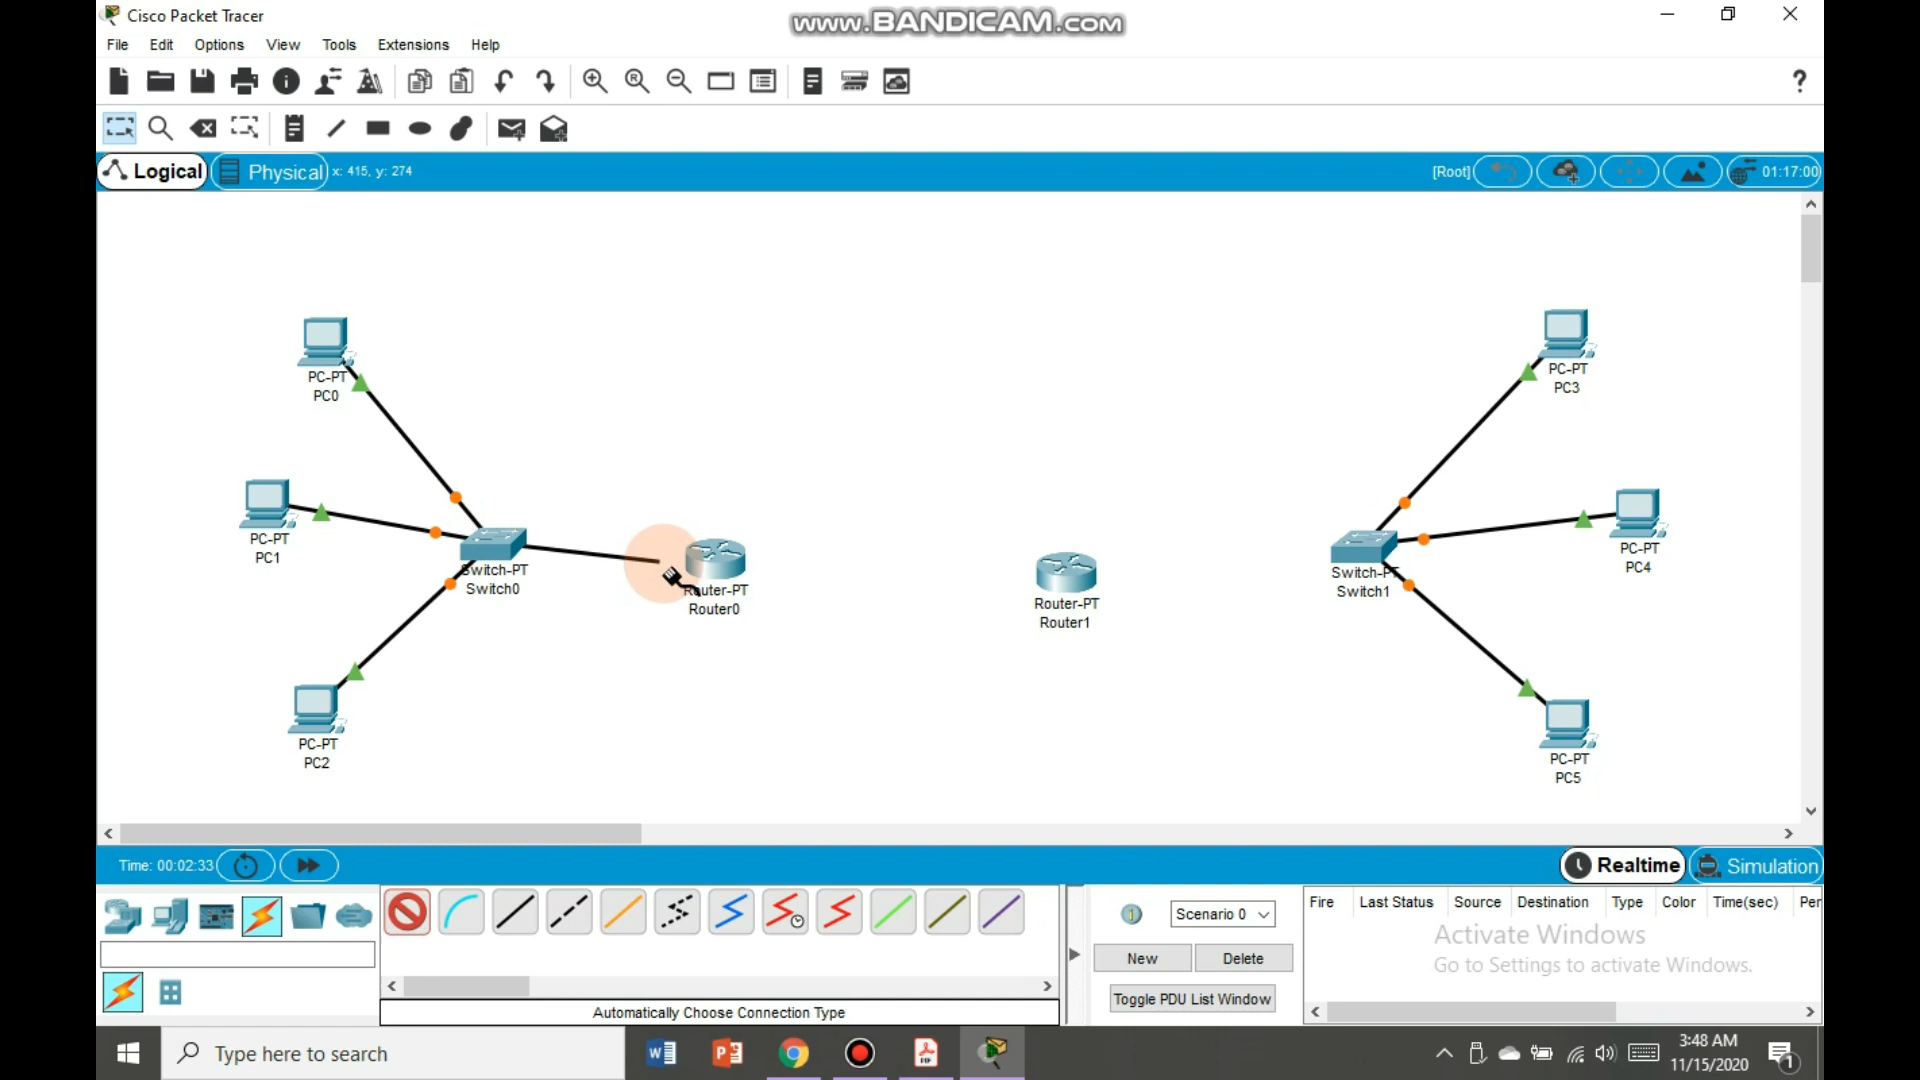 Cisco Packet Tracer
www.BANDICAM.com
File Edit Options View Tools Extensions Help
Logical Physical x: 415, y: 274
[Root] 01:17:00
PC-PT
PC0
PC-PT
PC1
Switch-PT
Switch0
PC-PT
PC2
Router-PT
Router0
Router-PT
Router1
Switch-PT
Switch1
PC-PT
PC3
PC-PT
PC4
PC-PT
PC5
Time: 00:02:33
Realtime Simulation
Scenario 0
New Delete
Toggle PDU List Window
Fire Last Status Source Destination Type Color Time(sec) Per
Activate Windows
Go to Settings to activate Windows.
Automatically Choose Connection Type
Type here to search
3:48 AM
11/15/2020
1